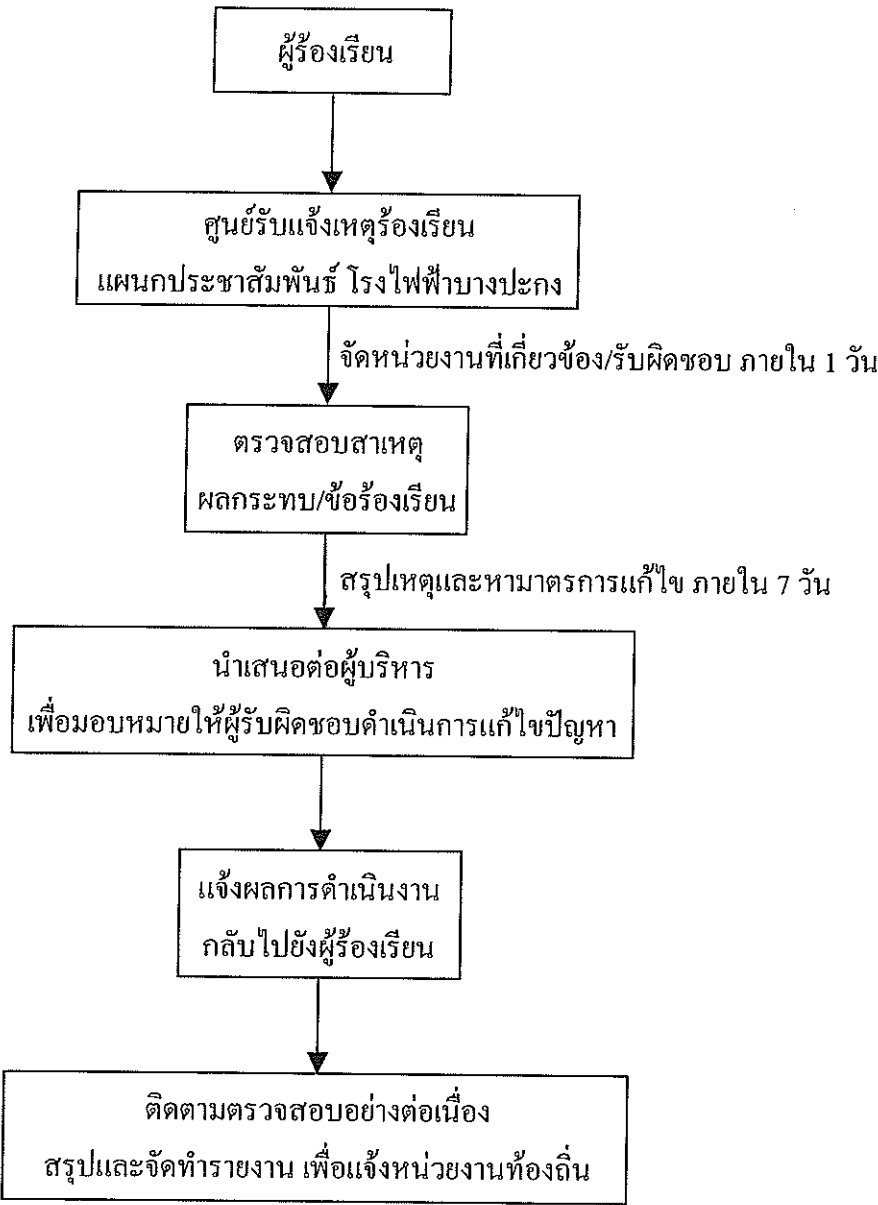 ผู้ร้องเรียน
ศูนย์รับแจ้งเหตุร้องเรียน
แผนกประชาสัมพันธ์ โรงไฟฟ้าบางปะกง
จัดหน่วยงานที่เกี่ยวข้อง/รับผิดชอบ ภายใน 1 วัน
ตรวจสอบสาเหตุ
ผลกระทบ/ข้อร้องเรียน
สรุปเหตุและหามาตรการแก้ไข ภายใน 7 วัน
นำเสนอต่อผู้บริหาร
เพื่อมอบหมายให้ผู้รับผิดชอบดำเนินการแก้ไขปัญหา
แจ้งผลการดำเนินงาน
กลับไปยังผู้ร้องเรียน
ติดตามตรวจสอบอย่างต่อเนื่อง
สรุปและจัดทำรายงาน เพื่อแจ้งหน่วยงานท้องถิ่น